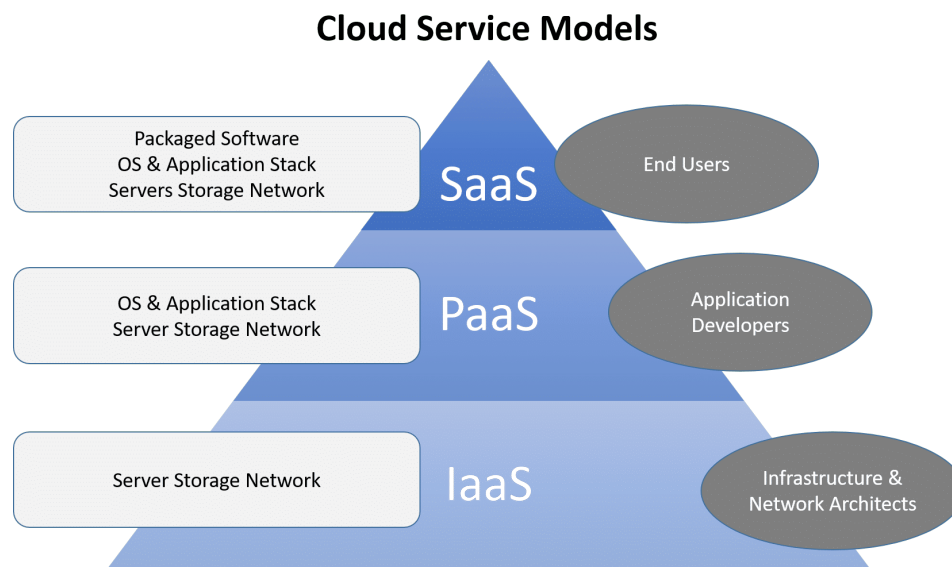 Cloud Service Models
Packaged Software
OS & Application Stack
Servers Storage Network
SaaS
End Users
OS & Application Stack
Server Storage Network
PaaS
Application
Developers
Server Storage Network
IaaS
Infrastructure &
Network Architects